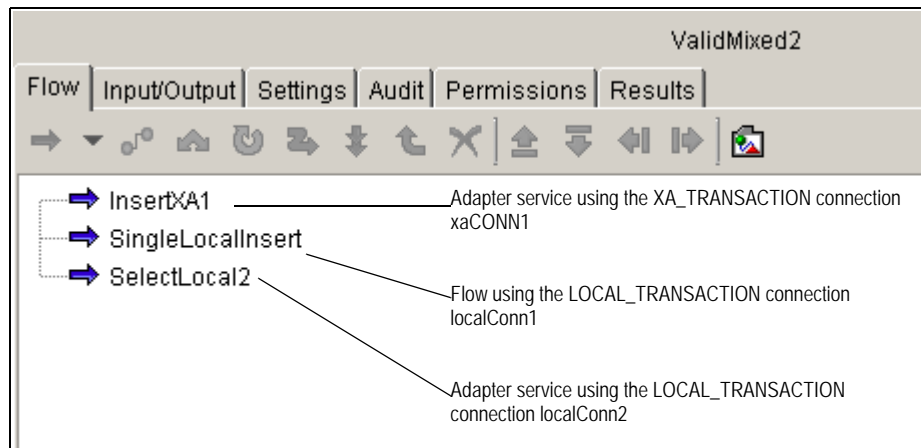 ValidMixed2
Flow Input/Output Settings Audit Permissions Results
InsertXA1
Adapter service using the XA_TRANSACTION connection
xaCONN1
SingleLocalInsert
SelectLocal2
Flow using the LOCAL_TRANSACTION connection
localConn1
Adapter service using the LOCAL_TRANSACTION
connection localConn2